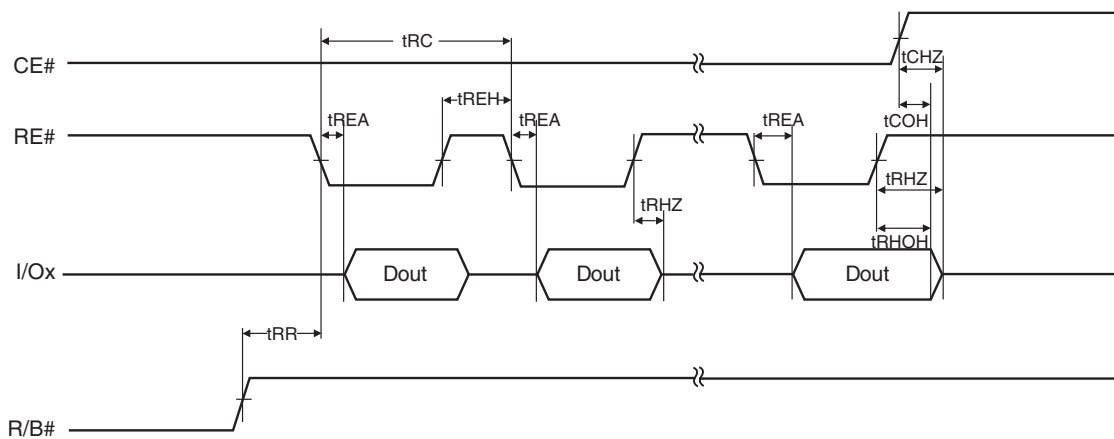 tRC
tCHZ
CE#
tREH
tREA
tREA
tREA
tCOH
RE#
tRHZ
tRHZ
tRHOH
I/Ox
Dout
Dout
Dout
tRR
R/B#